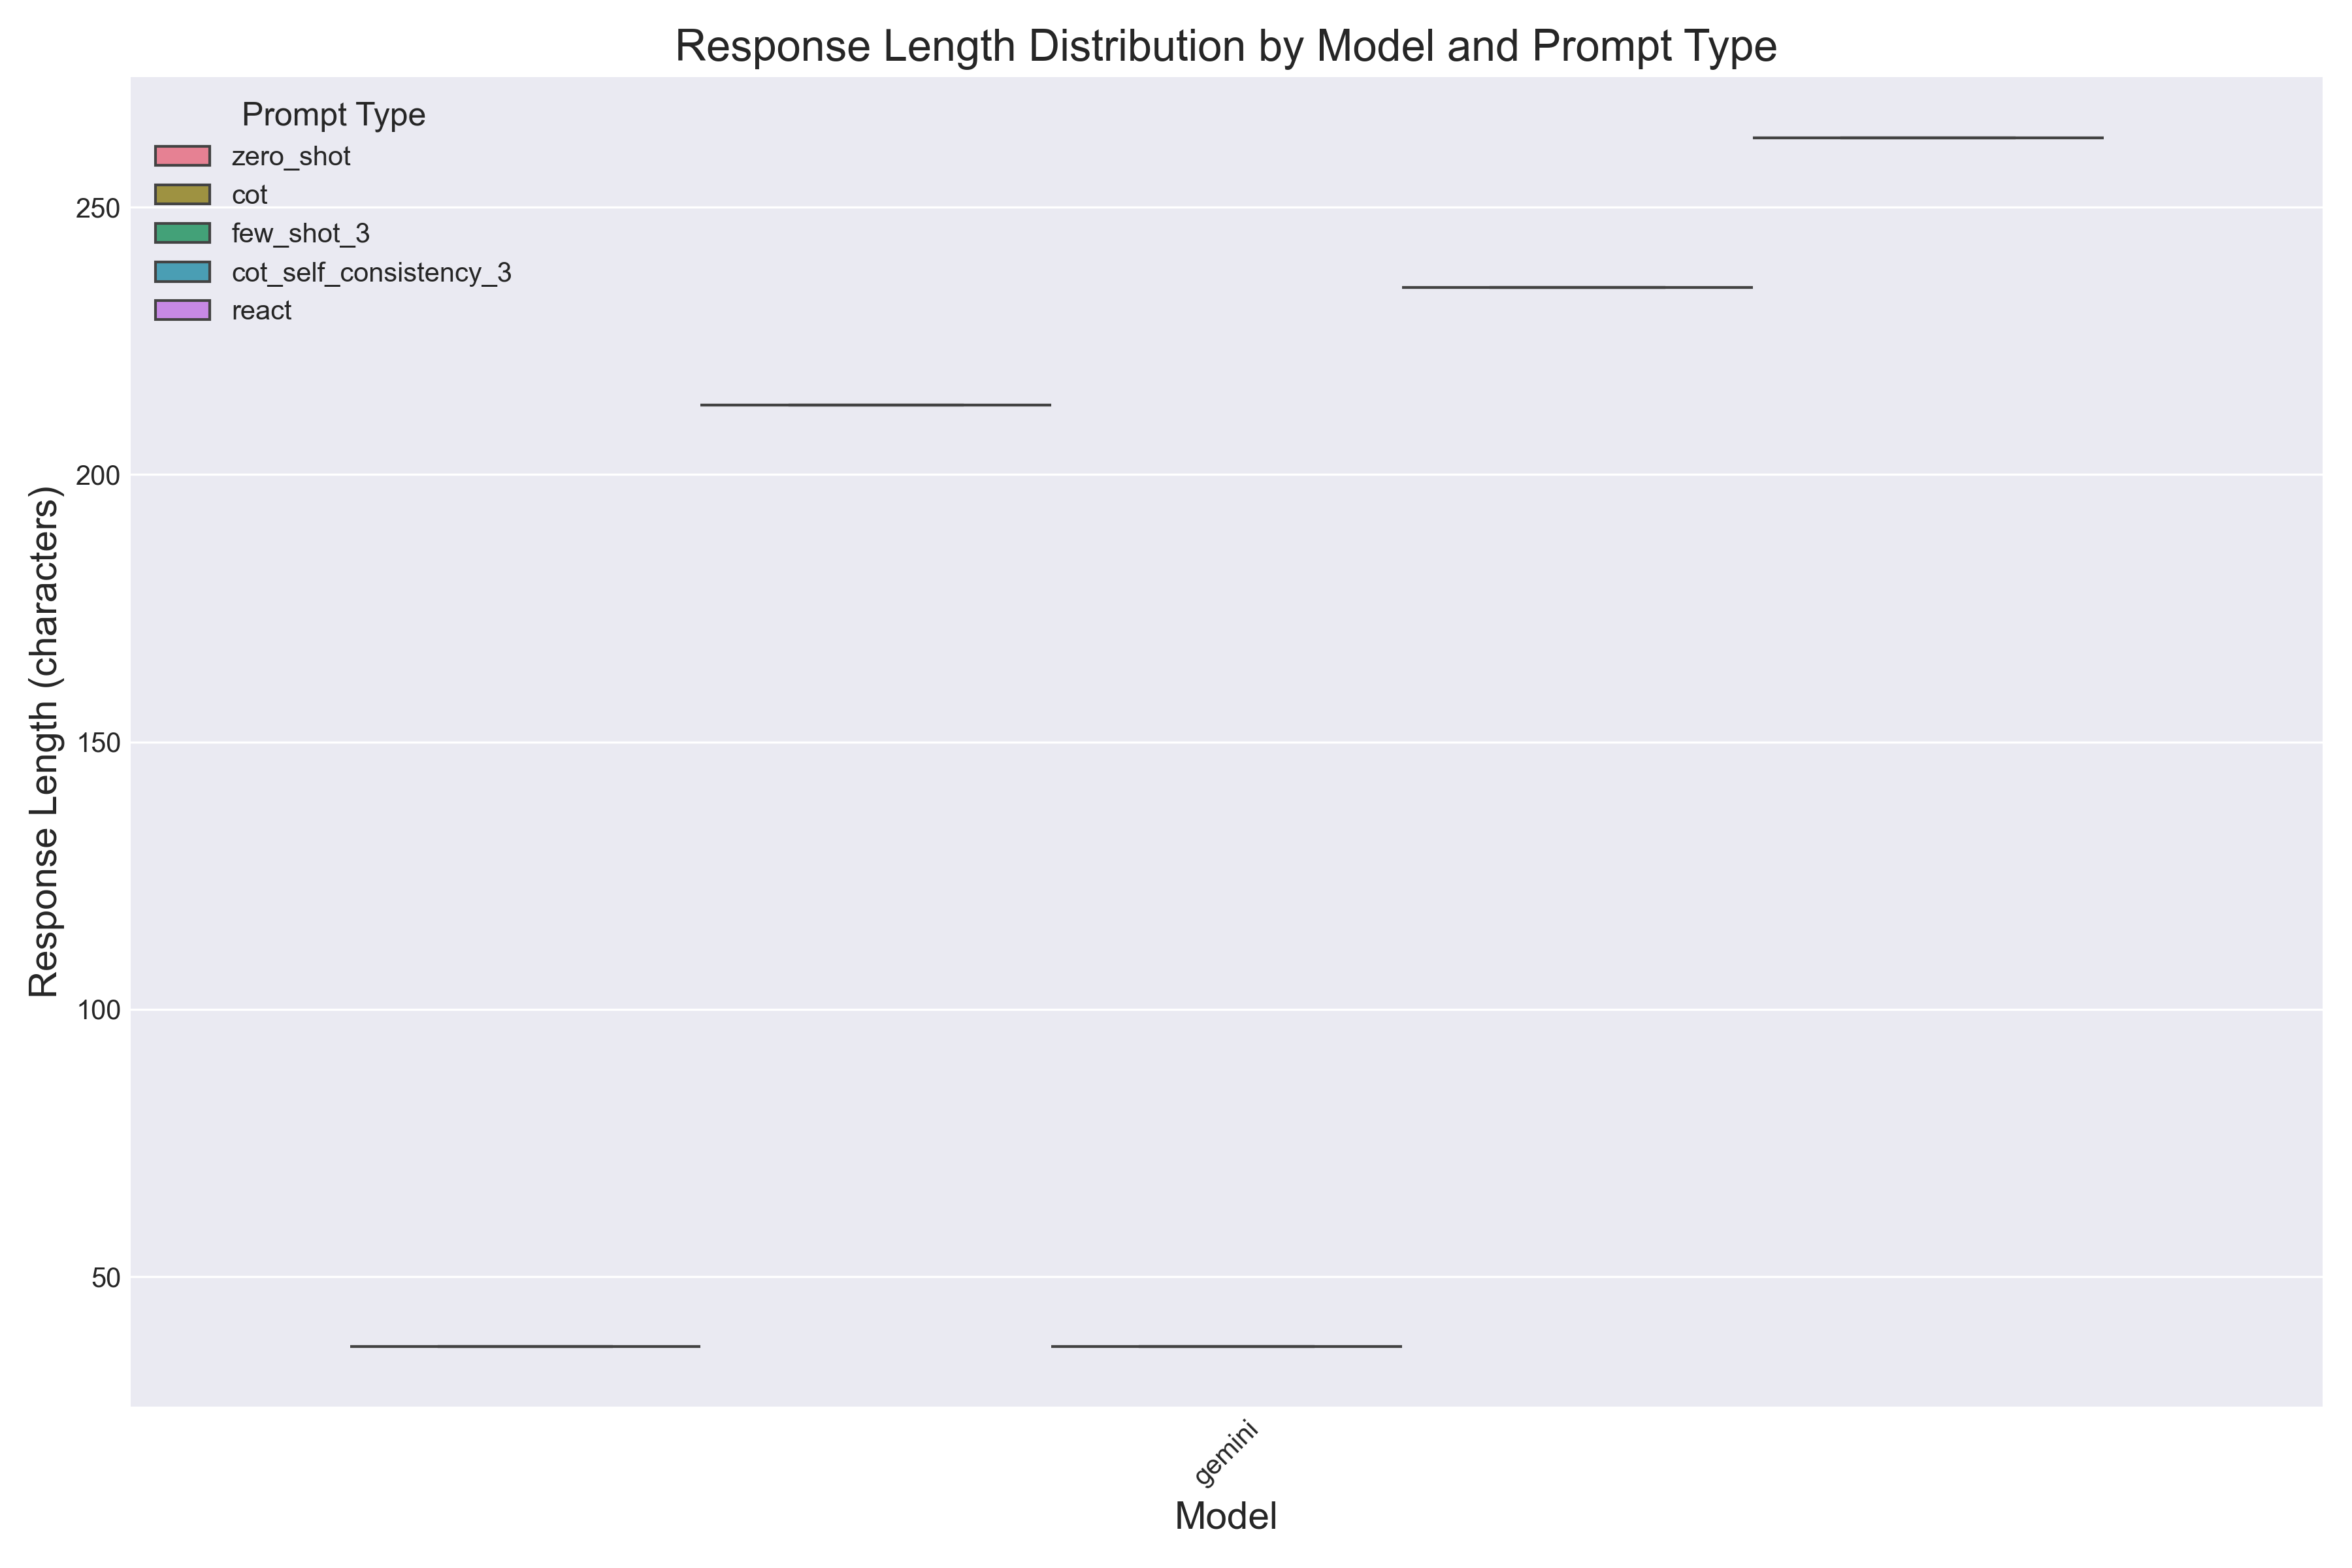 Response Length Distribution by Model and Prompt Type
Prompt Type
zero_shot
cot
few_shot_3
cot_self_consistency_3
react
250
200
150
100
50
Response Length (characters)
gemini
Model